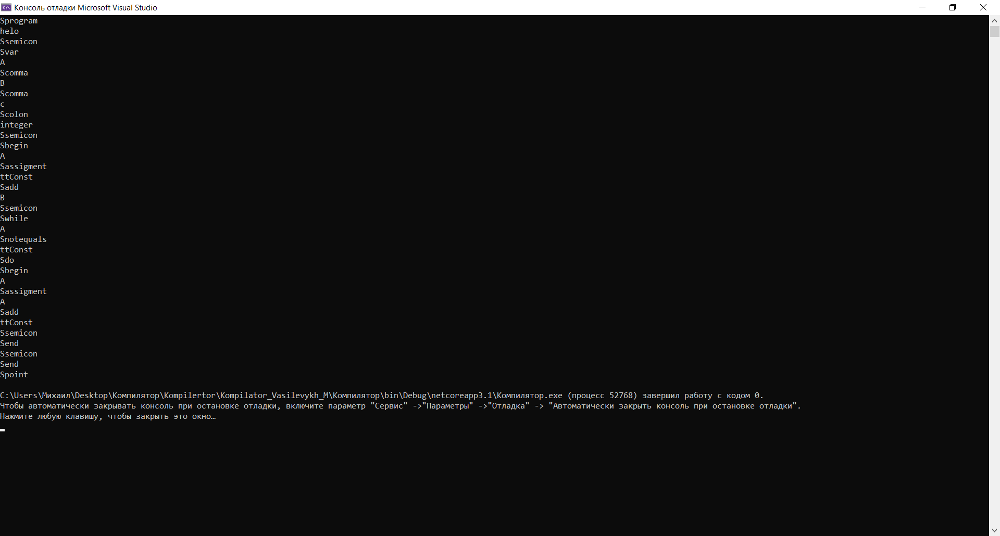 Консоль отладки Microsoft Visual Studio
Sprogram
helo
Ssemicon
Svar
A
Scomma
B
Scomma
c
Scolon
integer
Ssemicon
Sbegin
A
Sassigment
ttConst
Sadd
B
Ssemicon
Swhile
A
Snotequals
ttConst
Sdo
Sbegin
A
Sassigment
A
Sadd
ttConst
Ssemicon
Send
Ssemicon
Send
Spoint
C:\Users\Михаил\Desktop\Компилятор\Kompilertor\Kompilator_Vasilevykh_M\Компилятор\bin\Debug\netcoreapp3.1\Компилятор.exe (процесс 52768) завершил работу с кодом 0.
Чтобы автоматически закрывать консоль при остановке отладки, включите параметр "Сервис" ->"Параметры" ->"Отладка" -> "Автоматически закрыть консоль при остановке отладки".
Нажмите любую клавишу, чтобы закрыть это окно…